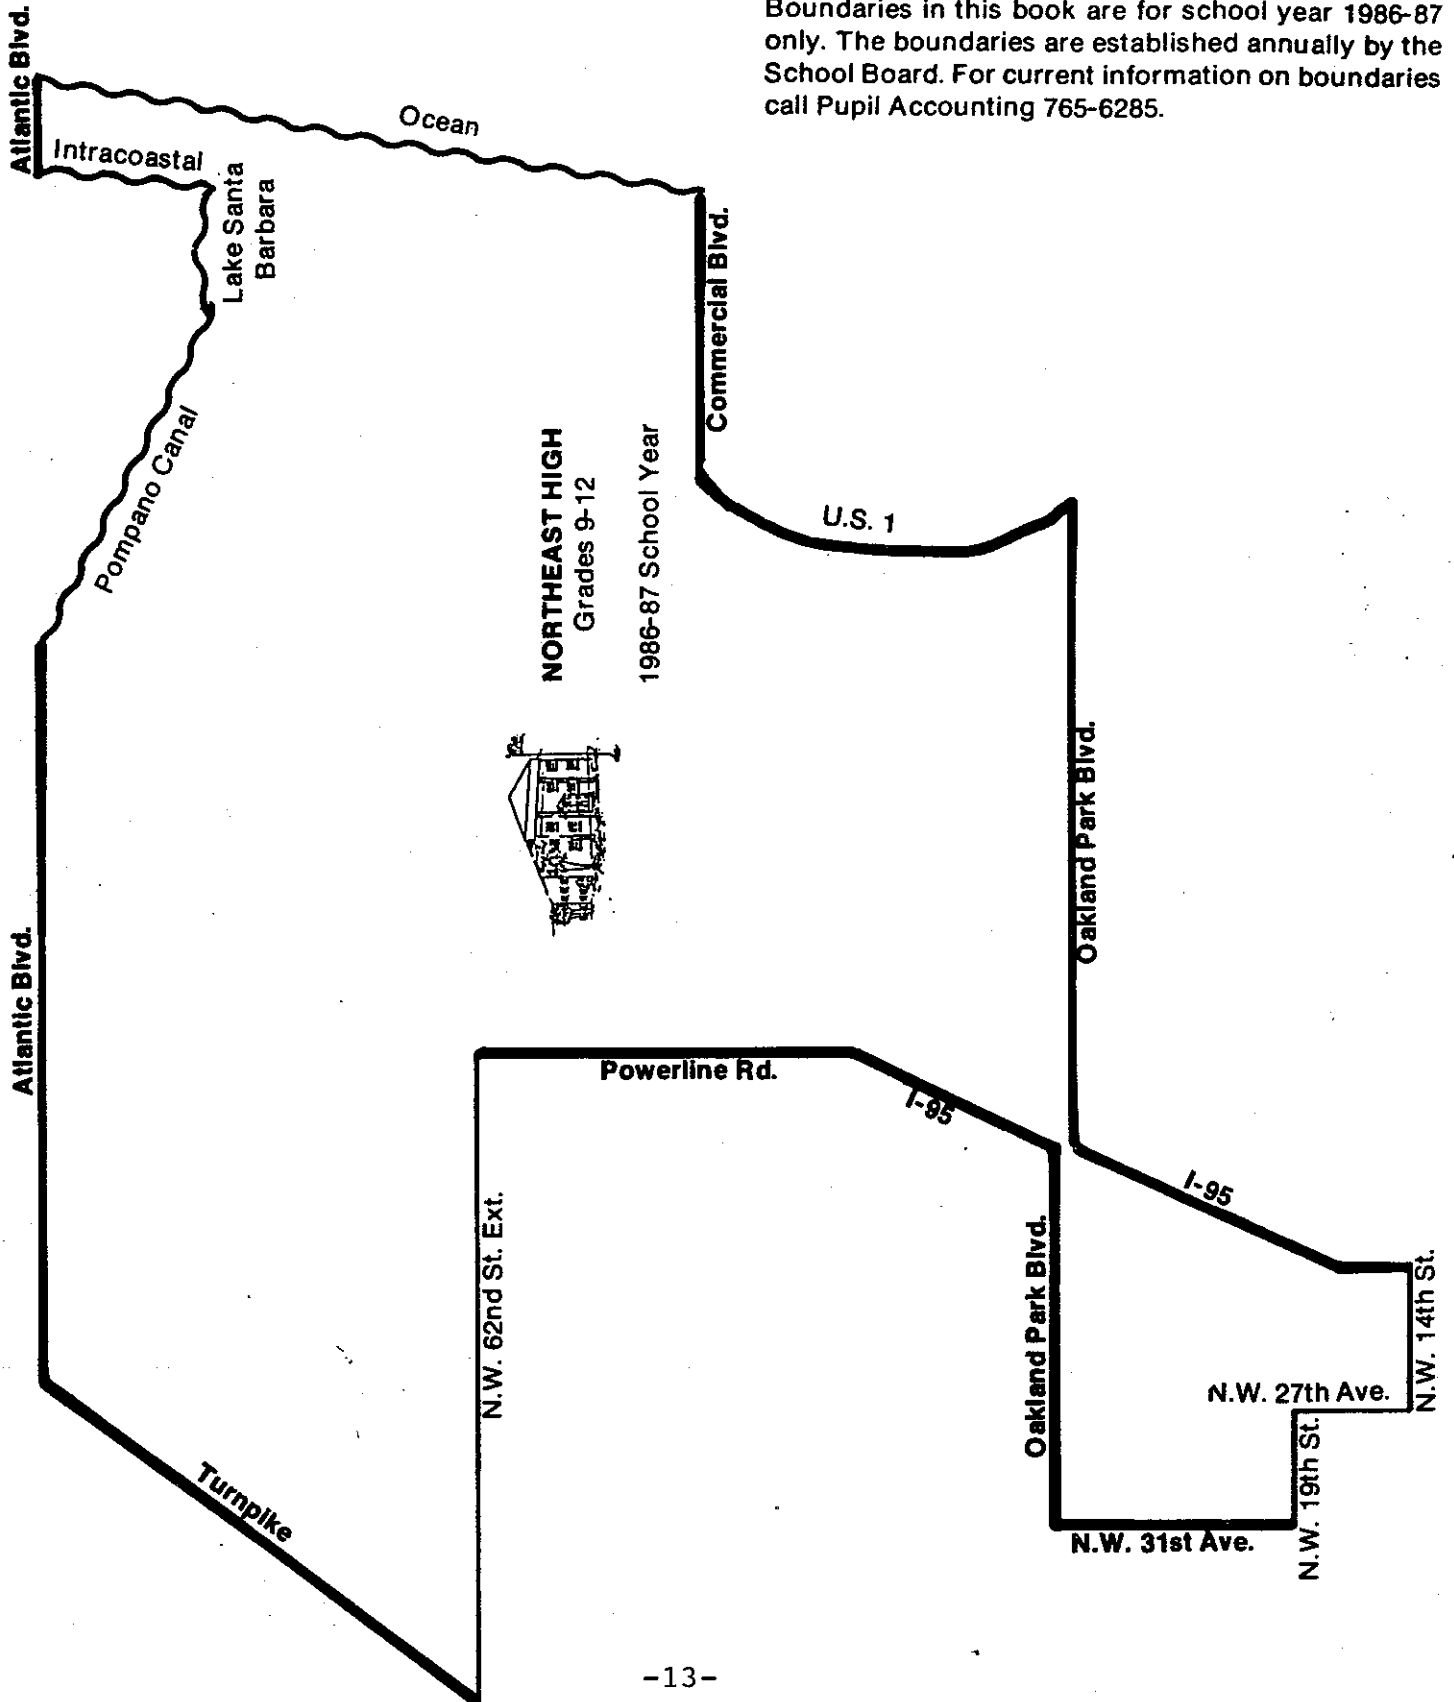 Boundaries in this book are for school year 1986-87
only. The boundaries are established annually by the
School Board. For current information on boundaries
call Pupil Accounting 765-6285.
Atlantic Blvd.
Ocean
Intracoastal
Lake Santa
Barbara
Commercial Blvd.
Pompano Canal
NORTHEAST HIGH
Grades 9-12
1986-87 School Year
U.S. 1
Oakland Park Blvd.
Atlantic Blvd.
Powerline Rd.
I-95
I-95
N.W. 62nd St. Ext.
Oakland Park Blvd.
N.W. 14th St.
N.W. 27th Ave.
N.W. 19th St.
N.W. 31st Ave.
Turnpike
-13-